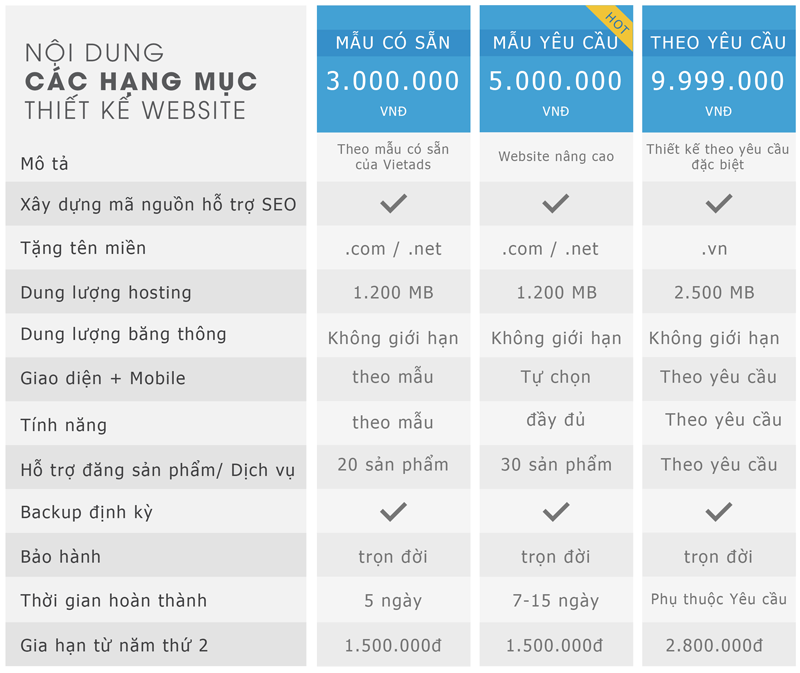 NỘI DUNG
CÁC HẠNG MỤC
THIẾT KẾ WEBSITE
MẪU CÓ SẴN
3.000.000
VNĐ
MẪU YÊU CẦU
HOT
5.000.000
VNĐ
THEO YÊU CẦU
9.999.000
VNĐ
Mô tả
Theo mẫu có sẵn
của Vietads
Website nâng cao
Thiết kế theo yêu cầu
đặc biệt
Xây dựng mã nguồn hỗ trợ SEO
Tặng tên miền
.com / .net
.com / .net
.vn
Dung lượng hosting
1.200 MB
1.200 MB
2.500 MB
Dung lượng băng thông
Không giới hạn
Không giới hạn
Không giới hạn
Giao diện + Mobile
theo mẫu
Tự chọn
Theo yêu cầu
Tính năng
theo mẫu
đầy đủ
Theo yêu cầu
Hỗ trợ đăng sản phẩm/ Dịch vụ
20 sản phẩm
30 sản phẩm
Theo yêu cầu
Backup định kỳ
Bảo hành
trọn đời
trọn đời
trọn đời
Thời gian hoàn thành
5 ngày
7-15 ngày
Phụ thuộc Yêu cầu
Gia hạn từ năm thứ 2
1.500.000đ
1.500.000đ
2.800.000đ